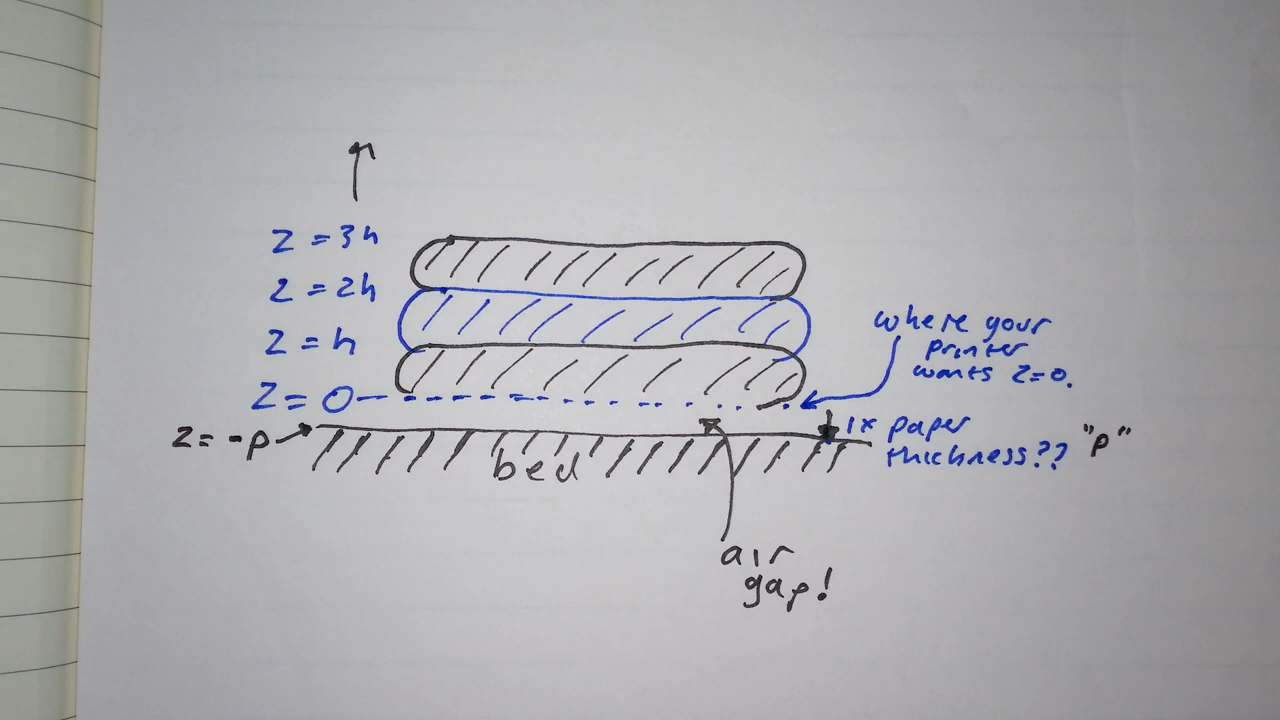 z = 3h
z = 2h
z = h
z = 0
z = -p
where your
printer
wants z=0.
1x paper
thickness??
"p"
bed
air
gap!